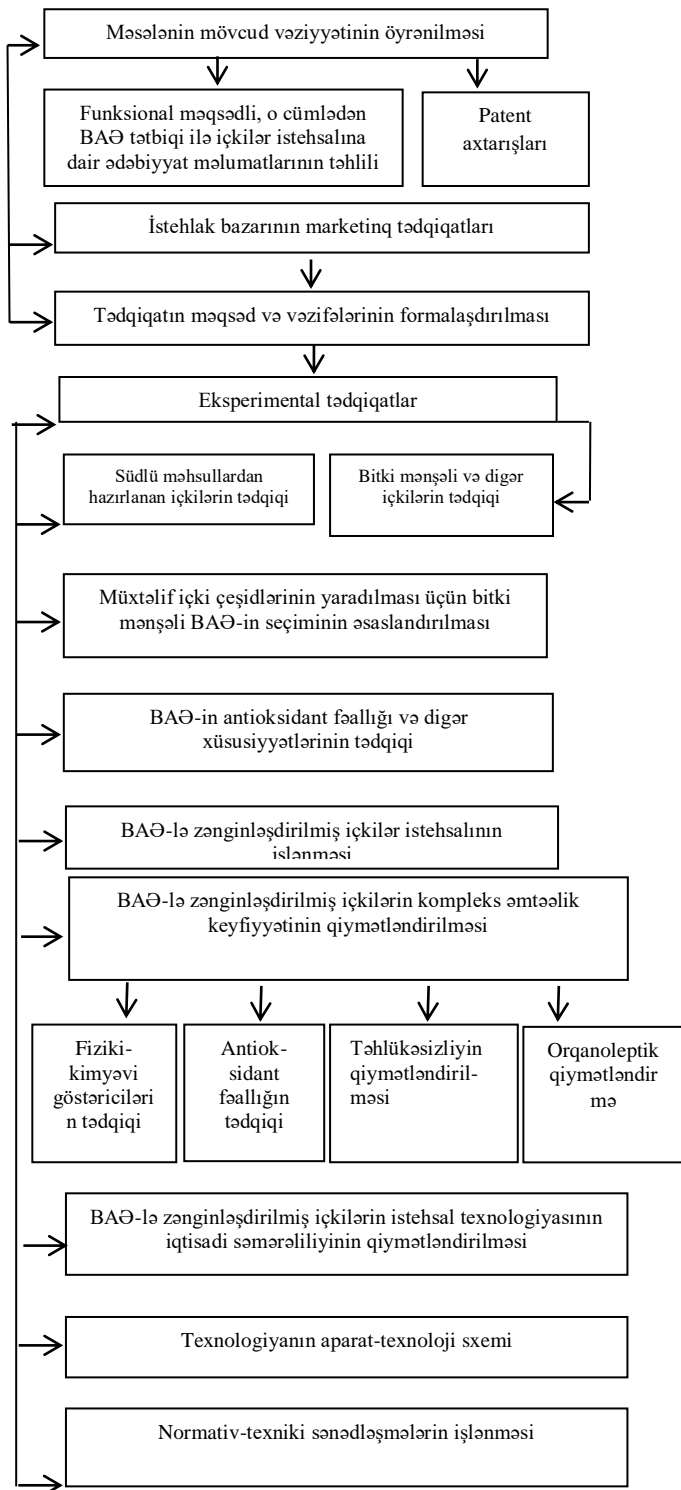 Məsələnin mövcud vəziyyətinin öyrənilməsi
Funksional məqsədli, o cümlədən
BAƏ tətbiqi ilə içkilər istehsalına
dair ədəbiyyat məlumatlarının təhlili
Patent
axtarışları
İstehlak bazarının marketinq tədqiqatları
Tədqiqatın məqsəd və vəzifələrinin formalaşdırılması
Eksperimental tədqiqatlar
Südlü məhsullardan
hazırlanan içkilərin tədqiqi
Bitki mənşəli və digər
içkilərin tədqiqi
Müxtəlif içki çeşidlərinin yaradılması üçün bitki
mənşəli BAƏ-in seçiminin əsaslandırılması
BAƏ-in antioksidant fəallığı və digər
xüsusiyyətlərinin tədqiqi
BAƏ-lə zənginləşdirilmiş içkilər istehsalının
işlənməsi
BAƏ-lə zənginləşdirilmiş içkilərin kompleks əmtəəlik
keyfiyyətinin qiymətləndirilməsi
Fiziki-
kimyəvi
göstəriciləri
n tədqiqi
Antiok-
sidant
fəallığın
tədqiqi
Təhlükəsizliyin
qiymətləndiril-
məsi
Orqanoleptik
qiymətləndir
mə
BAƏ-lə zənginləşdirilmiş içkilərin istehsal texnologiyasının
iqtisadi səmərəliliyinin qiymətləndirilməsi
Texnologiyanın aparat-texnoloji sxemi
Normativ-texniki sənədləşmələrin işlənməsi